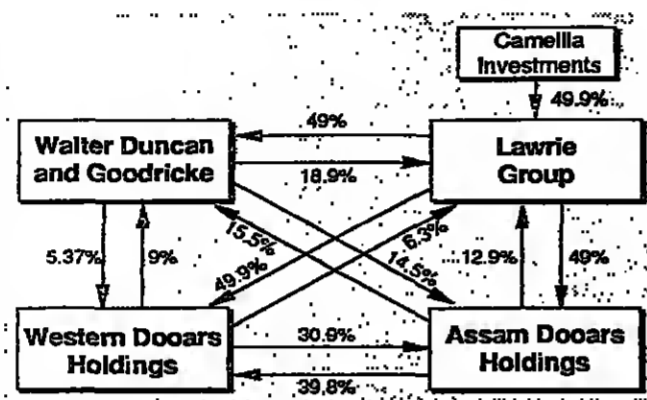 Camellia
Investments
49.9%
Walter Duncan
and Goodricke
49%
18.9%
Lawrie
Group
5.37%
9%
15.5%
49.9%
6.3%
14.5%
12.9%
49%
Western Dooars
Holdings
30.9%
39.8%
Assam Dooars
Holdings